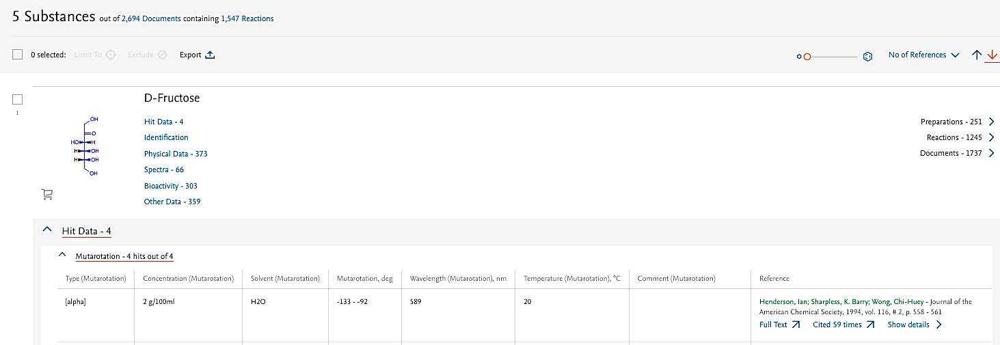 5 Substances out of 2,694 Documents containing 1,547 Reactions
0 selected: Limit To Exclude Export No of References
1
D-Fructose
OH
O
HO H
H OH
H OH
OH
Hit Data - 4
Identification
Physical Data - 373
Spectra - 66
Bioactivity - 303
Other Data - 359
Preparations - 251
Reactions - 1245
Documents - 1737
Hit Data - 4
Mutarotation - 4 hits out of 4
Type (Mutarotation) Concentration (Mutarotation) Solvent (Mutarotation) Mutarotation, deg Wavelength (Mutarotation), nm Temperature (Mutarotation), °C Comment (Mutarotation) Reference
[alpha] 2 g/100ml H2O -133 - -92 589 20 Henderson, Ian; Sharpless, K. Barry; Wong, Chi-Huey - Journal of the
American Chemical Society, 1994, vol. 116, # 2, p. 558 - 561
Full Text Cited 59 times Show details